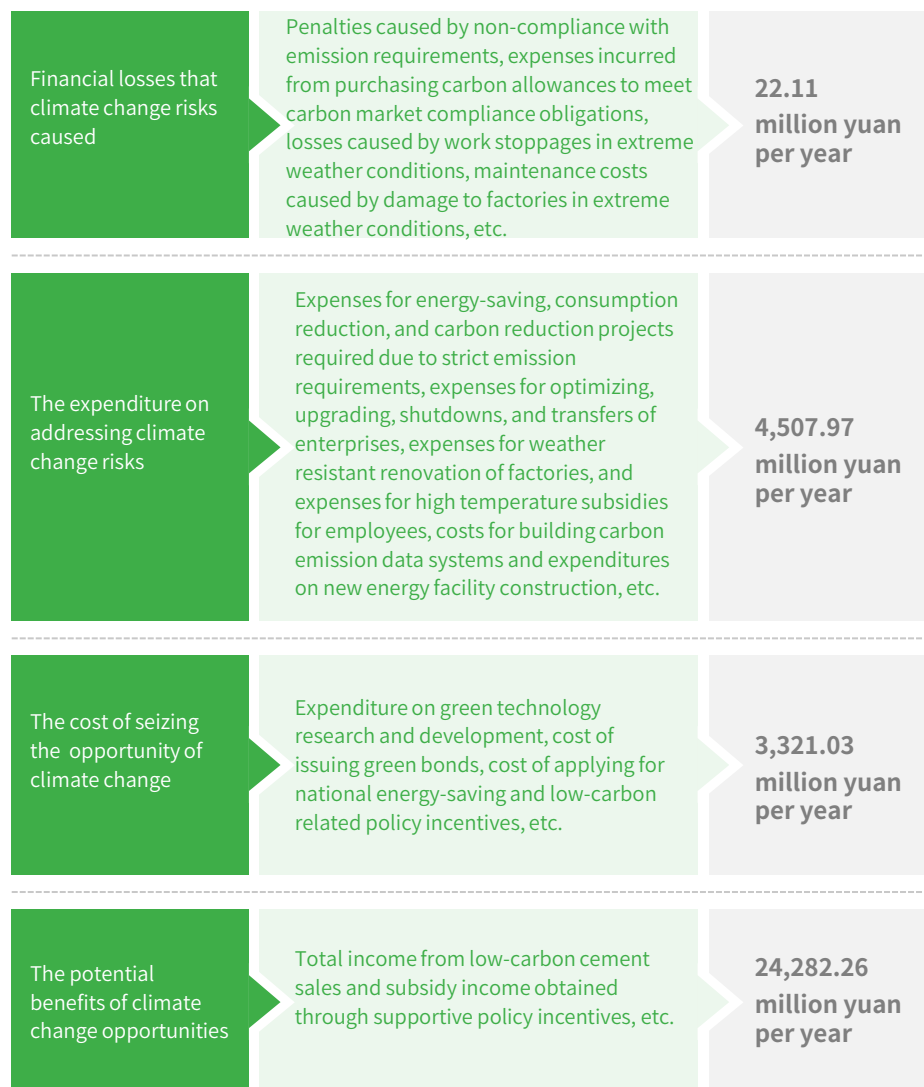 Financial losses that
climate change risks
caused
Penalties caused by non-compliance with
emission requirements, expenses incurred
from purchasing carbon allowances to meet
carbon market compliance obligations,
losses caused by work stoppages in extreme
weather conditions, maintenance costs
caused by damage to factories in extreme
weather conditions, etc.
22.11
million yuan
per year
The expenditure on
addressing climate
change risks
Expenses for energy-saving, consumption
reduction, and carbon reduction projects
required due to strict emission
requirements, expenses for optimizing,
upgrading, shutdowns, and transfers of
enterprises, expenses for weather
resistant renovation of factories, and
expenses for high temperature subsidies
for employees, costs for building carbon
emission data systems and expenditures
on new energy facility construction, etc.
4,507.97
million yuan
per year
The cost of seizing
the opportunity of
climate change
Expenditure on green technology
research and development, cost of
issuing green bonds, cost of applying for
national energy-saving and low-carbon
related policy incentives, etc.
3,321.03
million yuan
per year
The potential
benefits of climate
change opportunities
Total income from low-carbon cement
sales and subsidy income obtained
through supportive policy incentives, etc.
24,282.26
million yuan
per year